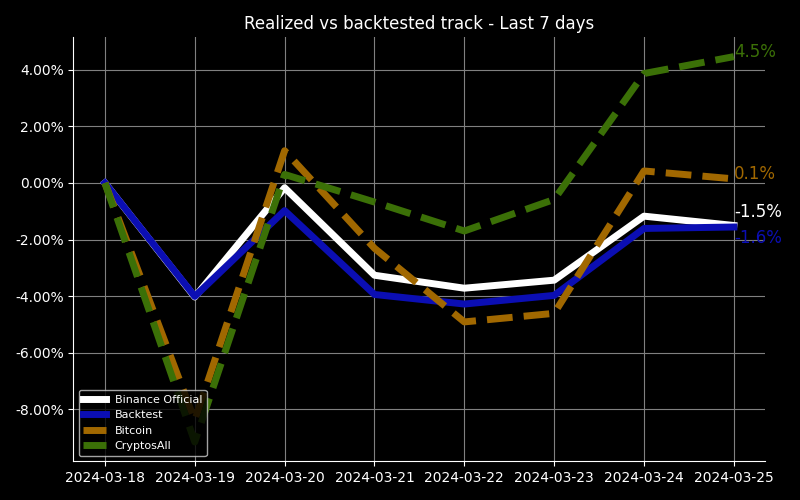 Realized vs backtested track - Last 7 days
4.00%
2.00%
0.00%
-2.00%
-4.00%
-6.00%
-8.00%
4.5%
0.1%
-1.5%
-1.6%
Binance Official
Backtest
Bitcoin
CryptosAll
2024-03-18 2024-03-19 2024-03-20 2024-03-21 2024-03-22 2024-03-23 2024-03-24 2024-03-25